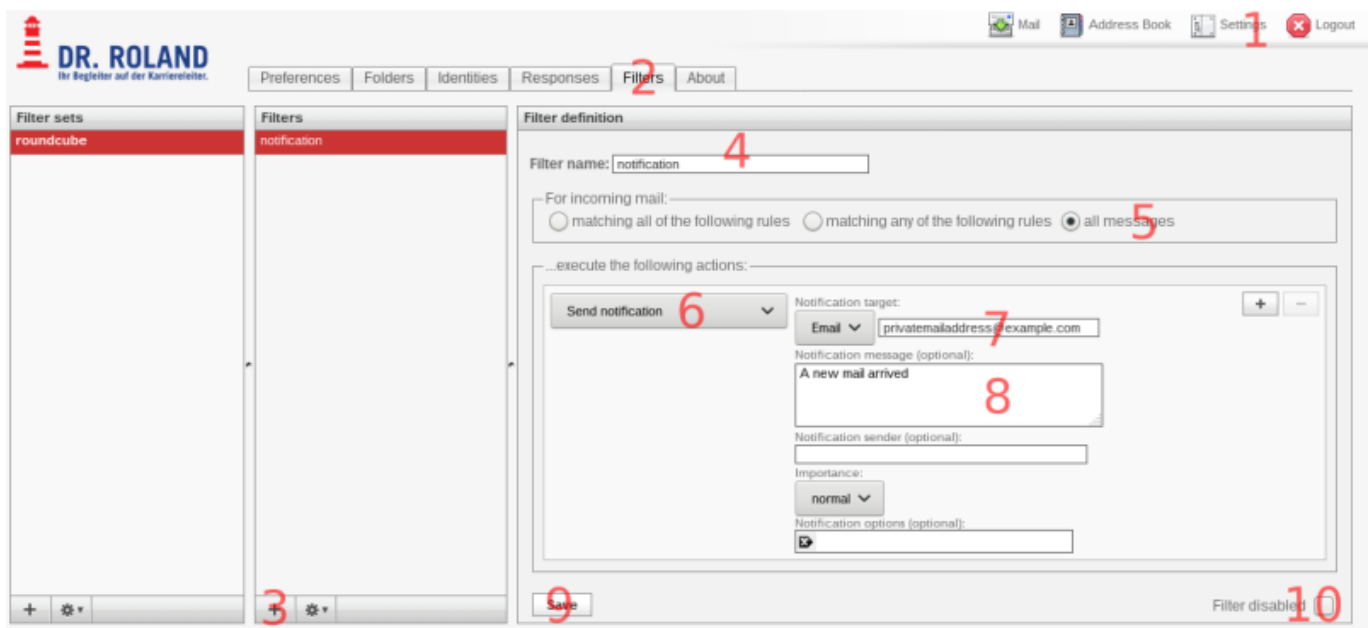 Mail Address Book Settings 1 Logout
DR. ROLAND
Ihr Begleiter auf der Karriereleiter.
Preferences Folders Identities Responses Filters 2 About
Filter sets
roundcube
Filters
notification
Filter definition
4
Filter name: notification
For incoming mail:
matching all of the following rules matching any of the following rules all messages 5
...execute the following actions:
Send notification 6
Notification target:
Email privatemailaddress@example.com 7
Notification message (optional):
A new mail arrived
8
Notification sender (optional):
Importance:
normal
Notification options (optional):
+ −
+
+ 3
Save 9
Filter disabled 10